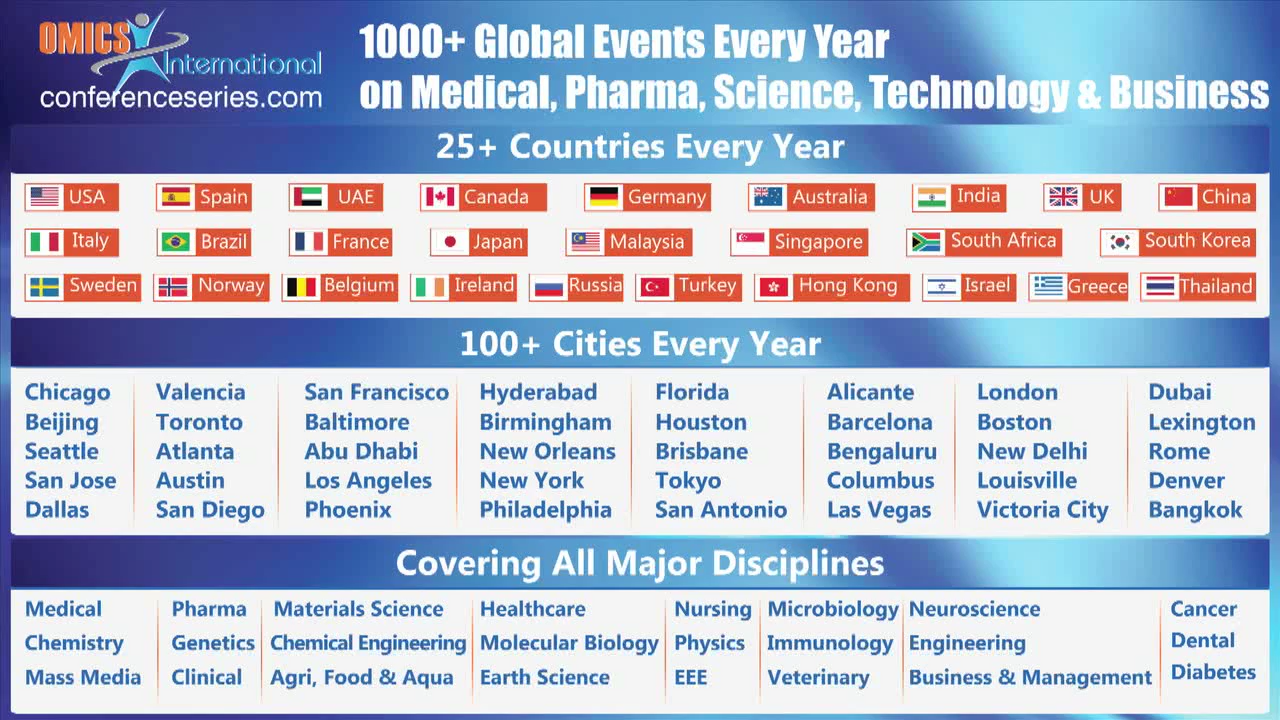 OMICS International
conferenceseries.com
1000+ Global Events Every Year
on Medical, Pharma, Science, Technology & Business
25+ Countries Every Year
USA Spain UAE Canada Germany Australia India UK China
Italy Brazil France Japan Malaysia Singapore South Africa South Korea
Sweden Norway Belgium Ireland Russia Turkey Hong Kong Israel Greece Thailand
100+ Cities Every Year
Chicago Valencia San Francisco Hyderabad Florida Alicante London Dubai
Beijing Toronto Baltimore Birmingham Houston Barcelona Boston Lexington
Seattle Atlanta Abu Dhabi New Orleans Brisbane Bengaluru New Delhi Rome
San Jose Austin Los Angeles New York Tokyo Columbus Louisville Denver
Dallas San Diego Phoenix Philadelphia San Antonio Las Vegas Victoria City Bangkok
Covering All Major Disciplines
Medical Pharma Materials Science Healthcare Nursing Microbiology Neuroscience Cancer
Chemistry Genetics Chemical Engineering Molecular Biology Physics Immunology Engineering Dental
Mass Media Clinical Agri, Food & Aqua Earth Science EEE Veterinary Business & Management Diabetes